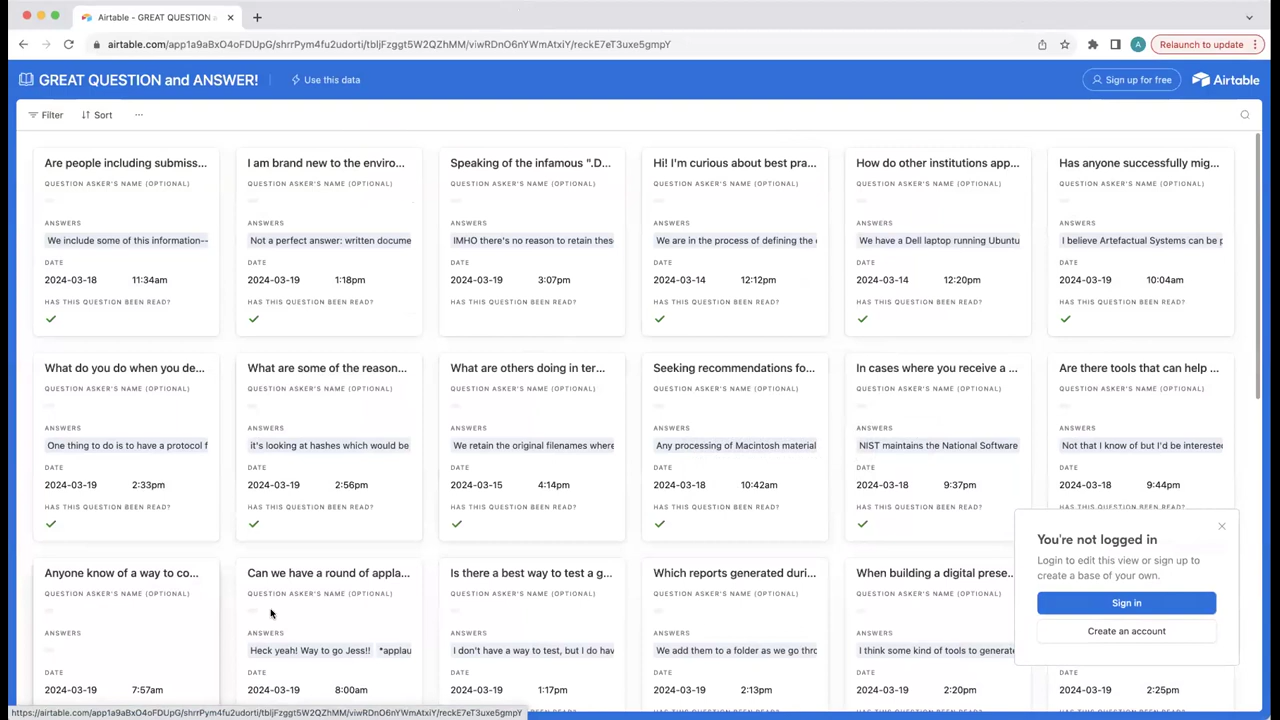 Airtable - GREAT QUESTION a
airtable.com/app1a9aBxO4oFDUpG/shrrPym4fu2udorti/tbljFzggt5W2QZhMM/viwRDnO6nYWmAtxiY/reckE7eT3uxe5gmpY
A
Relaunch to update
GREAT QUESTION and ANSWER!
Use this data
Sign up for free
Airtable
Filter
Sort
Are people including submiss...
QUESTION ASKER'S NAME (OPTIONAL)
ANSWERS
We include some of this information--
DATE
2024-03-18 11:34am
HAS THIS QUESTION BEEN READ?
I am brand new to the enviro...
QUESTION ASKER'S NAME (OPTIONAL)
ANSWERS
Not a perfect answer: written docume
DATE
2024-03-19 1:18pm
HAS THIS QUESTION BEEN READ?
Speaking of the infamous ".D...
QUESTION ASKER'S NAME (OPTIONAL)
ANSWERS
IMHO there's no reason to retain thes
DATE
2024-03-19 3:07pm
HAS THIS QUESTION BEEN READ?
Hi! I'm curious about best pra...
QUESTION ASKER'S NAME (OPTIONAL)
ANSWERS
We are in the process of defining the
DATE
2024-03-14 12:12pm
HAS THIS QUESTION BEEN READ?
How do other institutions app...
QUESTION ASKER'S NAME (OPTIONAL)
ANSWERS
We have a Dell laptop running Ubuntu
DATE
2024-03-14 12:20pm
HAS THIS QUESTION BEEN READ?
Has anyone successfully mig...
QUESTION ASKER'S NAME (OPTIONAL)
ANSWERS
I believe Artefactual Systems can be p
DATE
2024-03-19 10:04am
HAS THIS QUESTION BEEN READ?
What do you do when you de...
QUESTION ASKER'S NAME (OPTIONAL)
ANSWERS
One thing to do is to have a protocol f
DATE
2024-03-19 2:33pm
HAS THIS QUESTION BEEN READ?
What are some of the reason...
QUESTION ASKER'S NAME (OPTIONAL)
ANSWERS
it's looking at hashes which would be
DATE
2024-03-19 2:56pm
HAS THIS QUESTION BEEN READ?
What are others doing in ter...
QUESTION ASKER'S NAME (OPTIONAL)
ANSWERS
We retain the original filenames where
DATE
2024-03-15 4:14pm
HAS THIS QUESTION BEEN READ?
Seeking recommendations fo...
QUESTION ASKER'S NAME (OPTIONAL)
ANSWERS
Any processing of Macintosh material
DATE
2024-03-18 10:42am
HAS THIS QUESTION BEEN READ?
In cases where you receive a ...
QUESTION ASKER'S NAME (OPTIONAL)
ANSWERS
NIST maintains the National Software
DATE
2024-03-18 9:37pm
HAS THIS QUESTION BEEN READ?
Are there tools that can help ...
QUESTION ASKER'S NAME (OPTIONAL)
ANSWERS
Not that I know of but I'd be intereste
DATE
2024-03-18 9:44pm
HAS THIS QUESTION BEEN READ?
Anyone know of a way to co...
QUESTION ASKER'S NAME (OPTIONAL)
ANSWERS
DATE
2024-03-19 7:57am
Can we have a round of appla...
QUESTION ASKER'S NAME (OPTIONAL)
ANSWERS
Heck yeah! Way to go Jess!! *applau
DATE
2024-03-19 8:00am
Is there a best way to test a g...
QUESTION ASKER'S NAME (OPTIONAL)
ANSWERS
I don't have a way to test, but I do hav
DATE
2024-03-19 1:17pm
Which reports generated duri...
QUESTION ASKER'S NAME (OPTIONAL)
ANSWERS
We add them to a folder as we go thro
DATE
2024-03-19 2:13pm
When building a digital prese...
QUESTION ASKER'S NAME (OPTIONAL)
ANSWERS
I think some kind of tools to generate
DATE
2024-03-19 2:20pm
2024-03-19 2:25pm
You're not logged in
Login to edit this view or sign up to
create a base of your own.
Sign in
Create an account
https://airtable.com/app1a9aBxO4oFDUpG/shrrPym4fu2udorti/tbljFzggt5W2QZhMM/viwRDnO6nYWmAtxiY/reckE7eT3uxe5gmpY